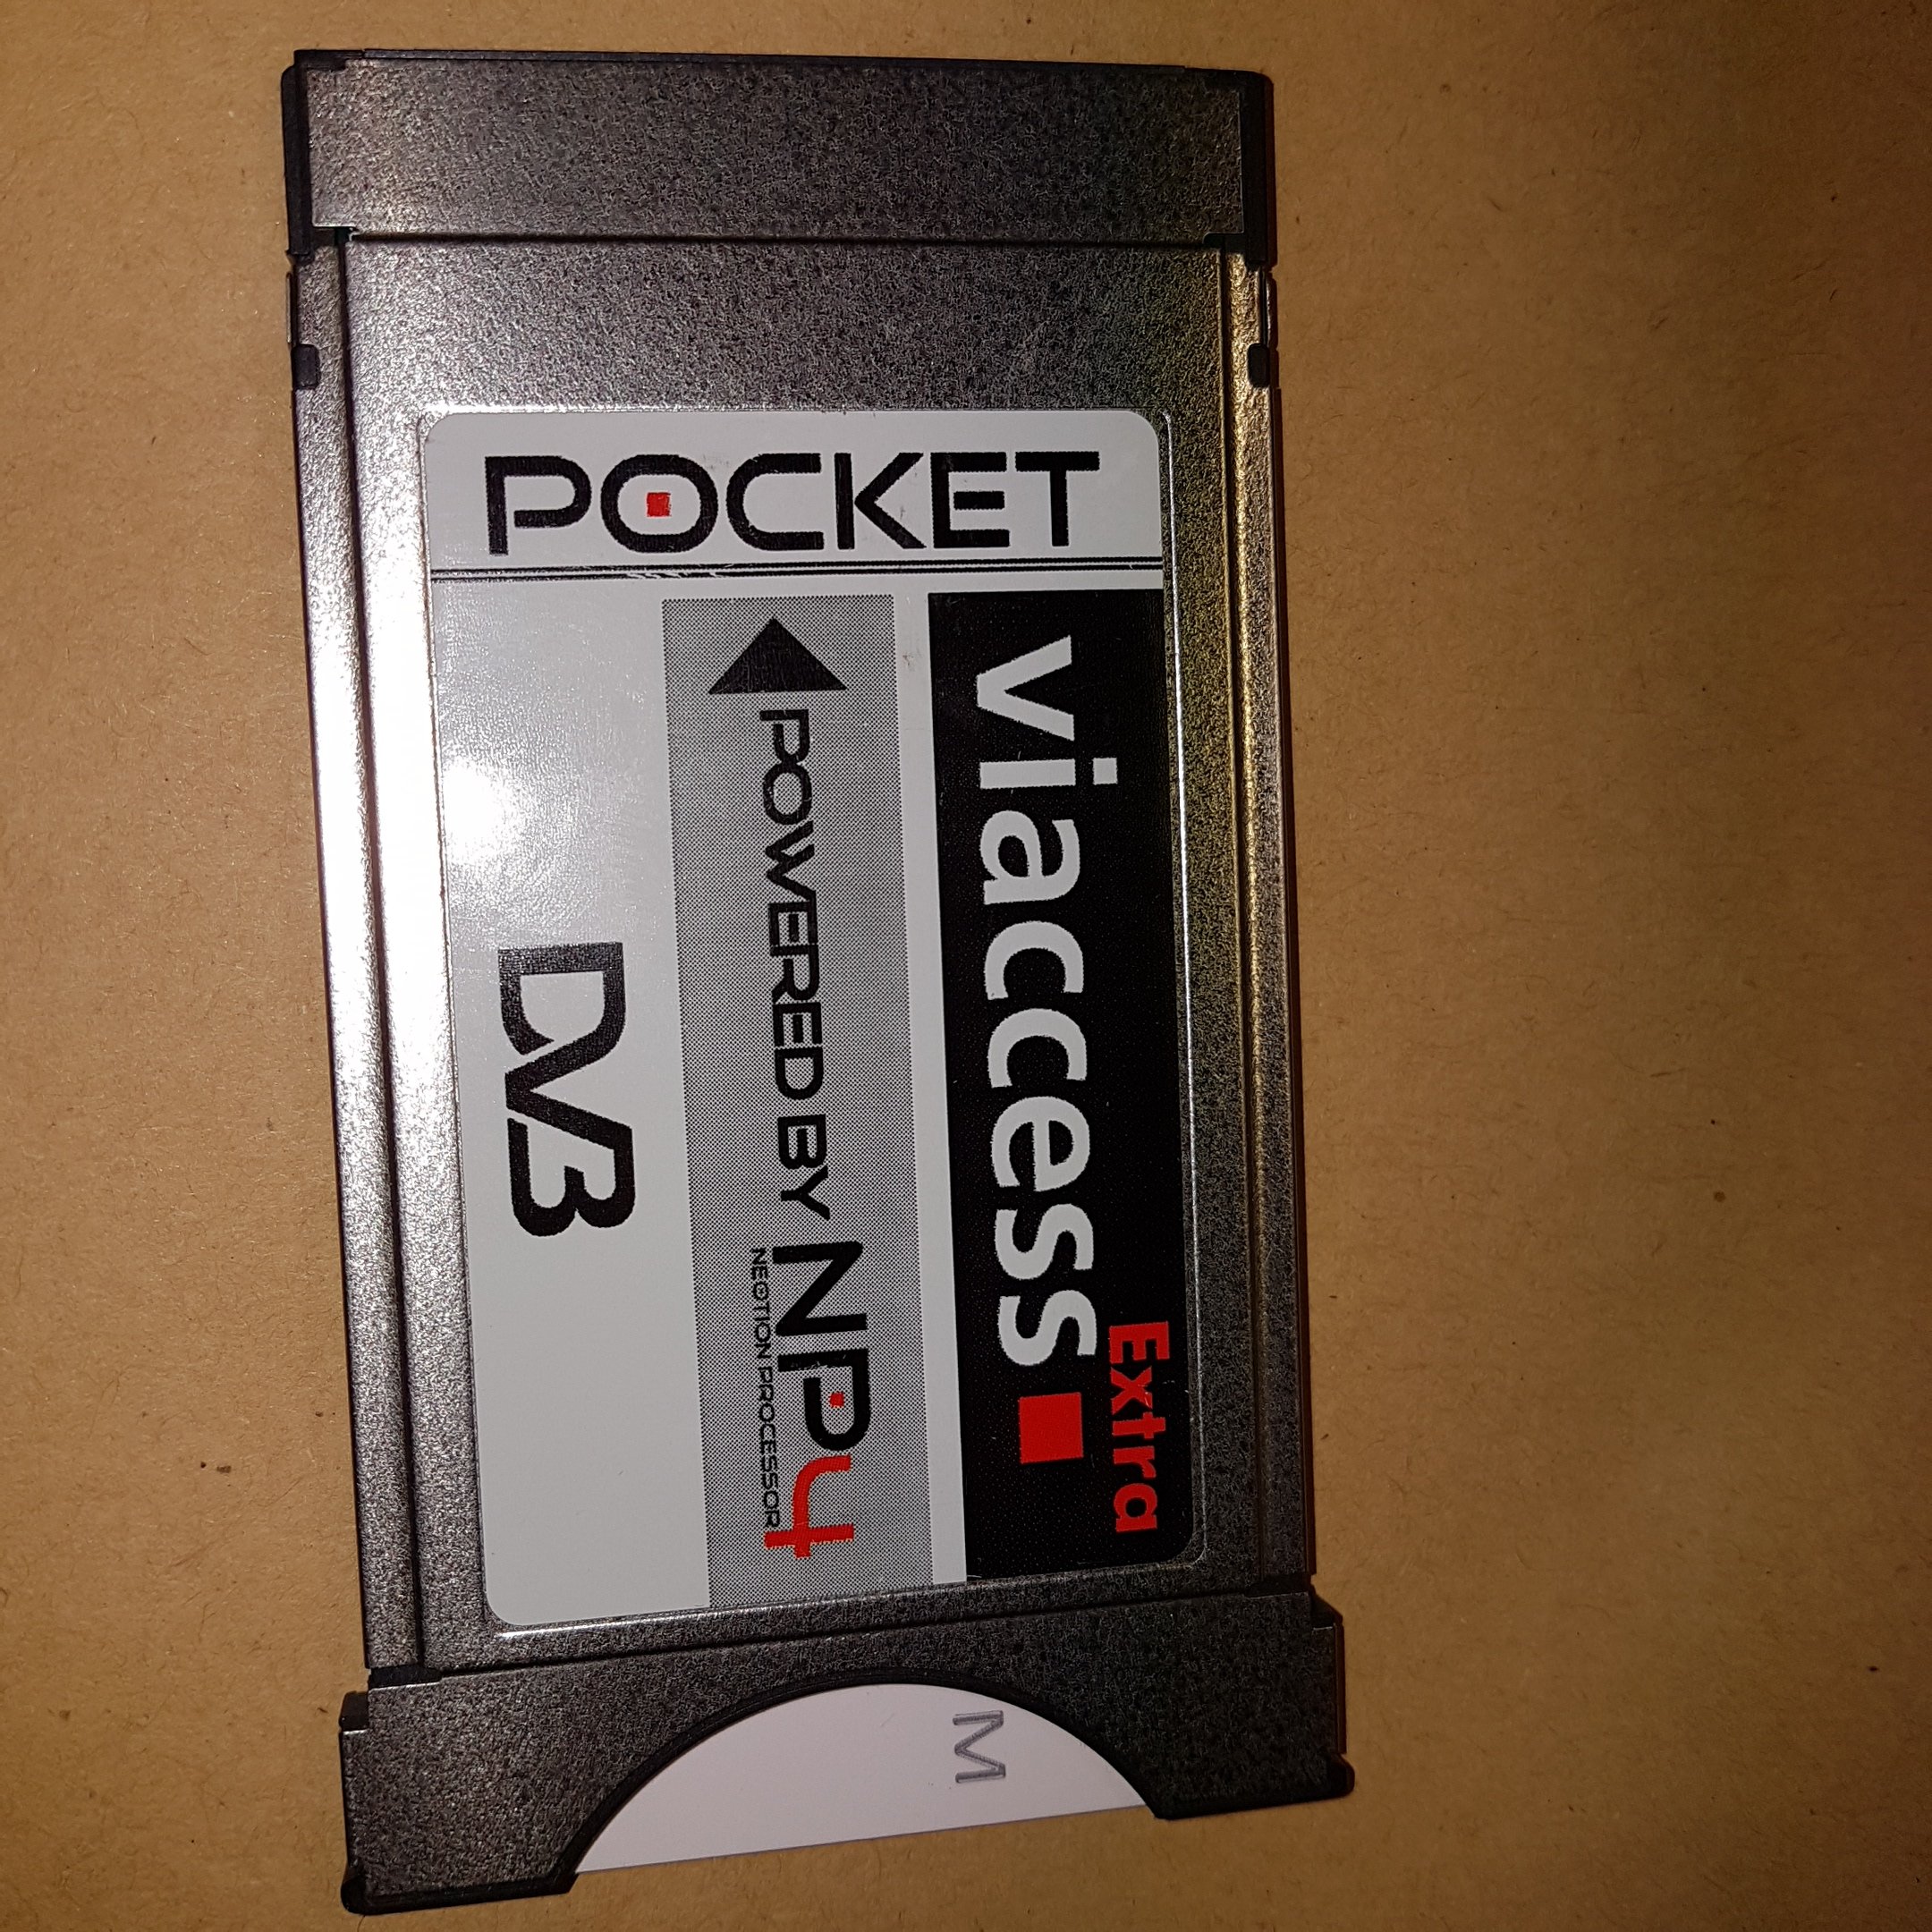 POCKET
viaccess
Extra
POWERED BY NP4
NEOTION PROCESSOR
DVB
M